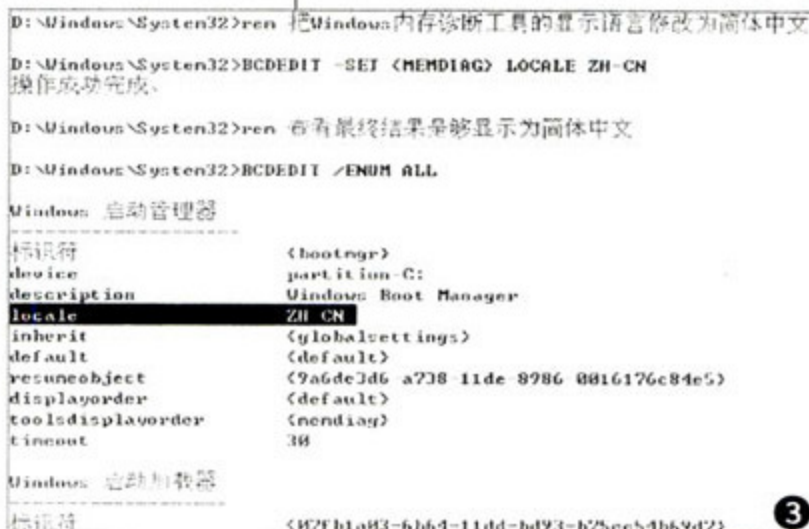 D:\Windows\System32>rem 把Windows内存诊断工具的显示语言修改为简体中文
D:\Windows\System32>BCDEDIT -SET {MEMDIAG} LOCALE ZH-CN
操作成功完成。
D:\Windows\System32>rem 查看最终结果是够显示为简体中文
D:\Windows\System32>BCDEDIT /ENUM ALL
Windows 启动管理器
--------------------
标识符 {bootmgr}
device partition=C:
description Windows Boot Manager
locale ZH-CN
inherit {globalsettings}
default {default}
resumeobject {9a6de3d6-a738-11de-8986-0016176c84e5}
displayorder {default}
toolsdisplayorder {memdiag}
timeout 30
Windows 启动加载器
--------------------
标识符
❸